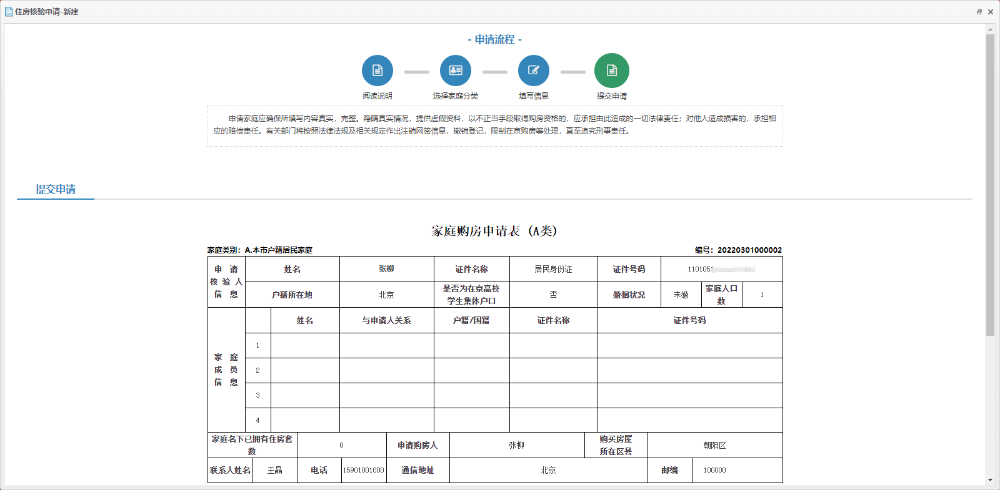 住房核验申请-新建
- 申请流程 -
阅读说明 选择家庭分类 填写信息 提交申请
申请家庭应确保所填写内容真实，完整。隐瞒真实情况，提供虚假资料，以不正当手段取得购房资格的，应承担由此造成的一切法律责任；对他人造成损害的，承担相
应的赔偿责任。有关部门将按照法律法规及相关规定作出注销网签信息，撤销登记，限制在京购房等处理，直至追究刑事责任。
提交申请
家庭购房申请表（A类）
家庭类别：A.本市户籍居民家庭 编号：20220301000002
申 请
核 验 人
信 息
姓名 张柳 证件名称 居民身份证 证件号码 110105
户籍所在地 北京 是否为在京高校
学生集体户口 否 婚姻状况 未婚 家庭人口
数 1
家 庭
成 员
信 息
姓名 与申请人关系 户籍/国籍 证件名称 证件号码
1
2
3
4
家庭名下已拥有住房套
数 0 申请购房人 张柳 购买房屋
所在区县 朝阳区
联系人姓名 王晶 电话 15901001000 通信地址 北京 邮编 100000